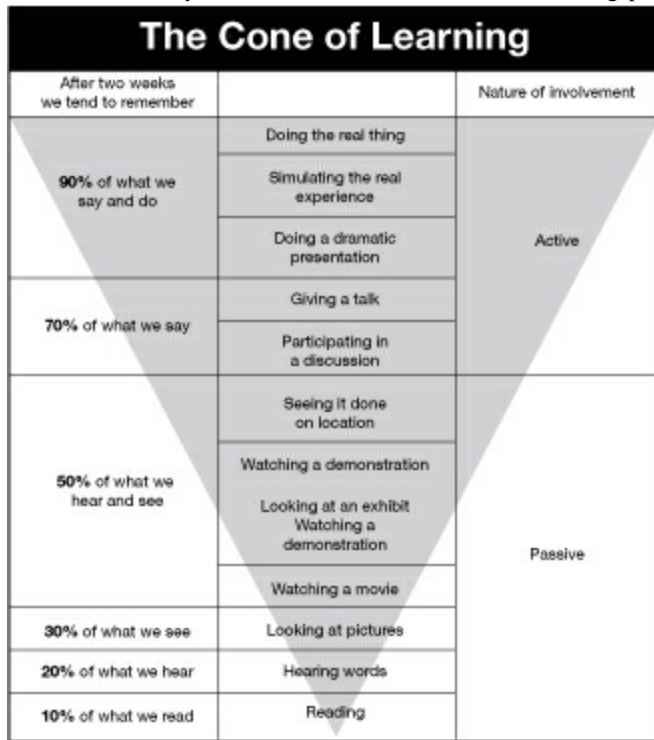 The Cone of Learning
After two weeks
we tend to remember
Nature of involvement
90% of what we
say and do
Doing the real thing
Simulating the real
experience
Doing a dramatic
presentation
Active
70% of what we say
Giving a talk
Participating in
a discussion
50% of what we
hear and see
Seeing it done
on location
Watching a demonstration
Looking at an exhibit
Watching a
demonstration
Watching a movie
Passive
30% of what we see
Looking at pictures
20% of what we hear
Hearing words
10% of what we read
Reading